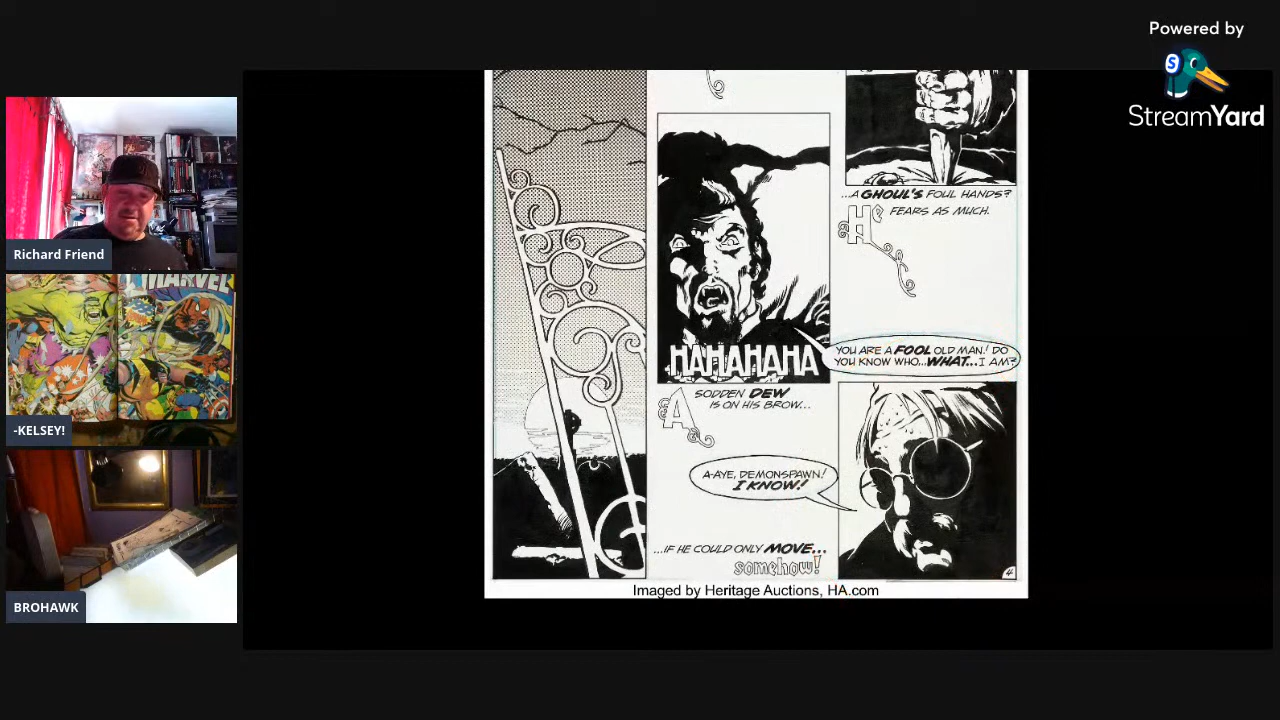 Powered by
StreamYard
Richard Friend
MARVEL
-KELSEY!
BROHAWK
HAHAHAHA
...A GHOUL'S FOUL HANDS?
He FEARS AS MUCH.
YOU ARE A FOOL OLD MAN! DO
YOU KNOW WHO...WHAT...I AM?
A SODDEN DEW
IS ON HIS BROW...
A-AYE, DEMONSPAWN!
I KNOW!
...IF HE COULD ONLY MOVE...
somehow!
4
Imaged by Heritage Auctions, HA.com